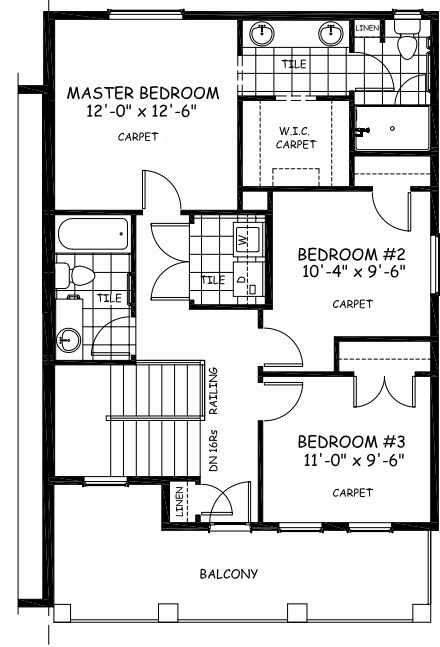 LINEN
TILE
MASTER BEDROOM
12'-0" x 12'-6"
CARPET
W.I.C.
CARPET
W
BEDROOM #2
10'-4" x 9'-6"
CARPET
TILE
D
TILE
RAILING
DN 16Rs
BEDROOM #3
11'-0" x 9'-6"
CARPET
LINEN
BALCONY